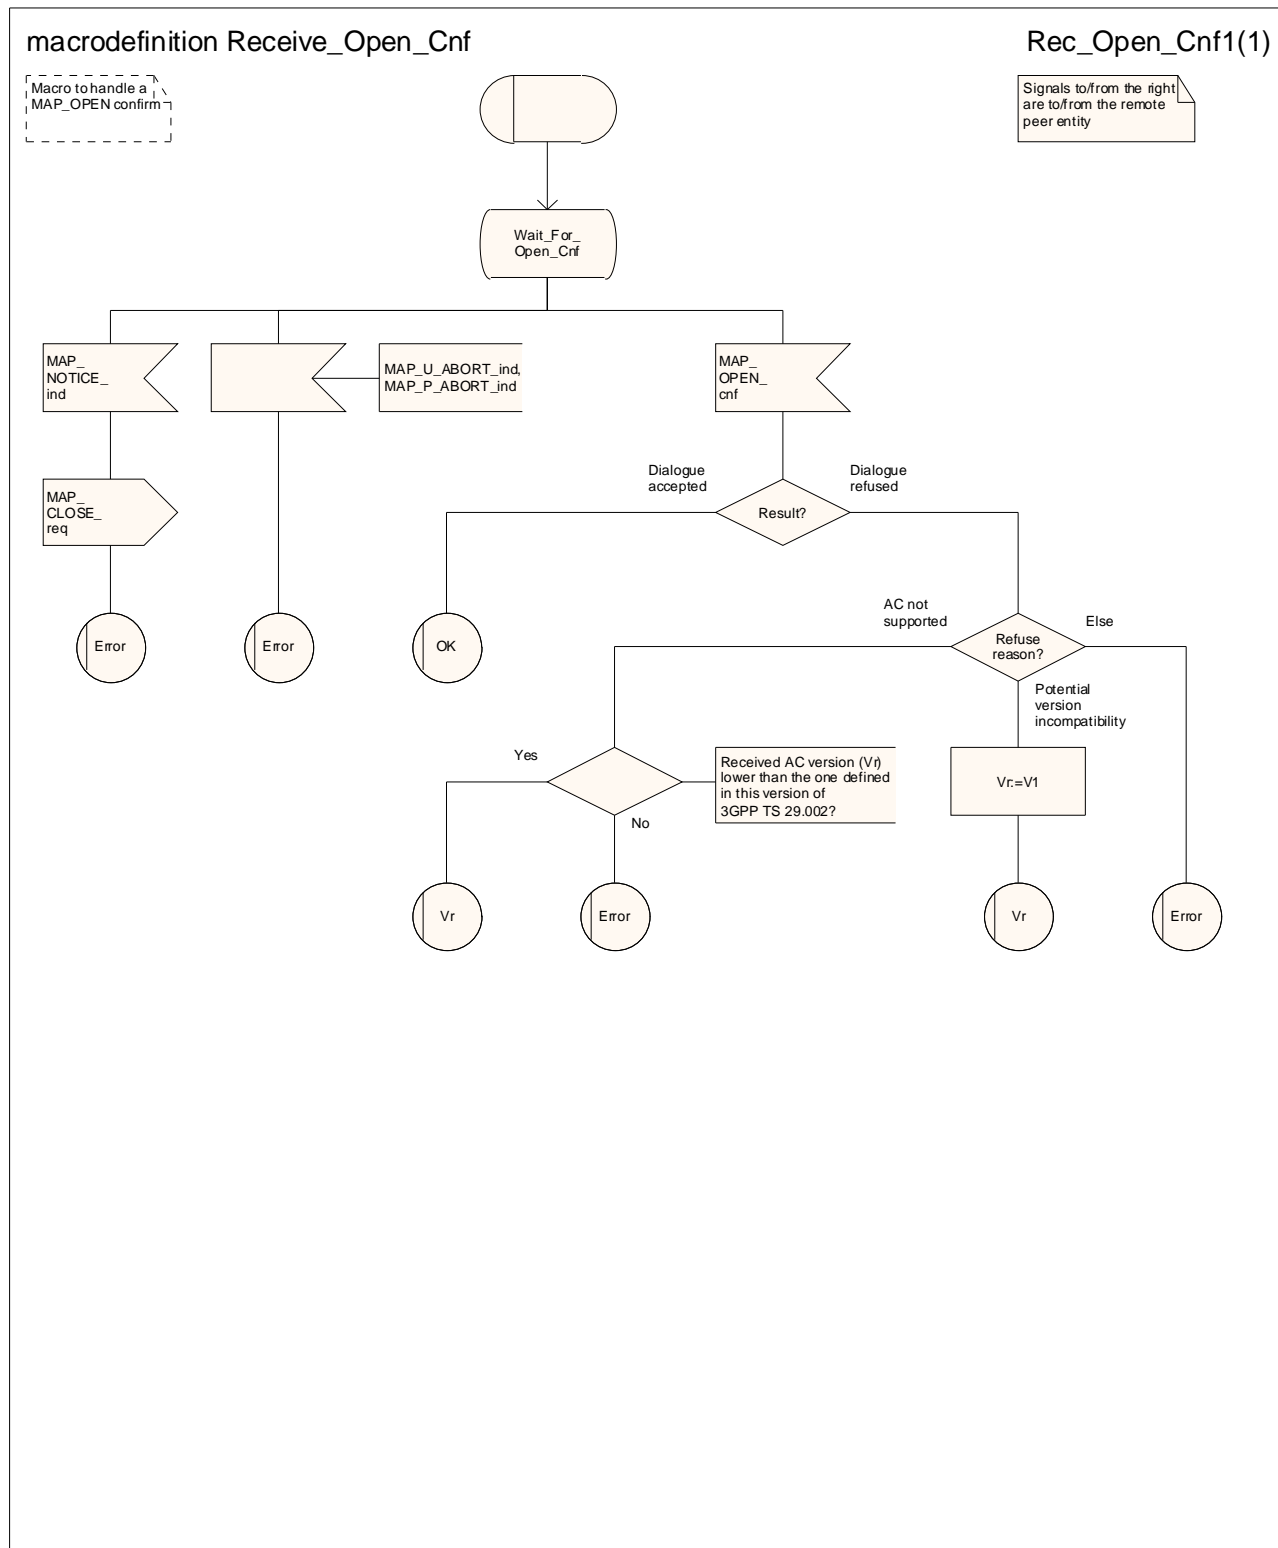 macrodefinition Receive_Open_Cnf
Rec_Open_Cnf1(1)
Macro to handle a
MAP_OPEN confirm
Signals to/from the right
are to/from the remote
peer entity
Wait_For_
Open_Cnf
MAP_
NOTICE_
ind
MAP_U_ABORT_ind,
MAP_P_ABORT_ind
MAP_
OPEN_
cnf
MAP_
CLOSE_
req
Dialogue
accepted
Result?
Dialogue
refused
Error
Error
OK
AC not
supported
Refuse
reason?
Else
Potential
version
incompatibility
Yes
No
Received AC version (Vr)
lower than the one defined
in this version of
3GPP TS 29.002?
Vr:=V1
Vr
Error
Vr
Error